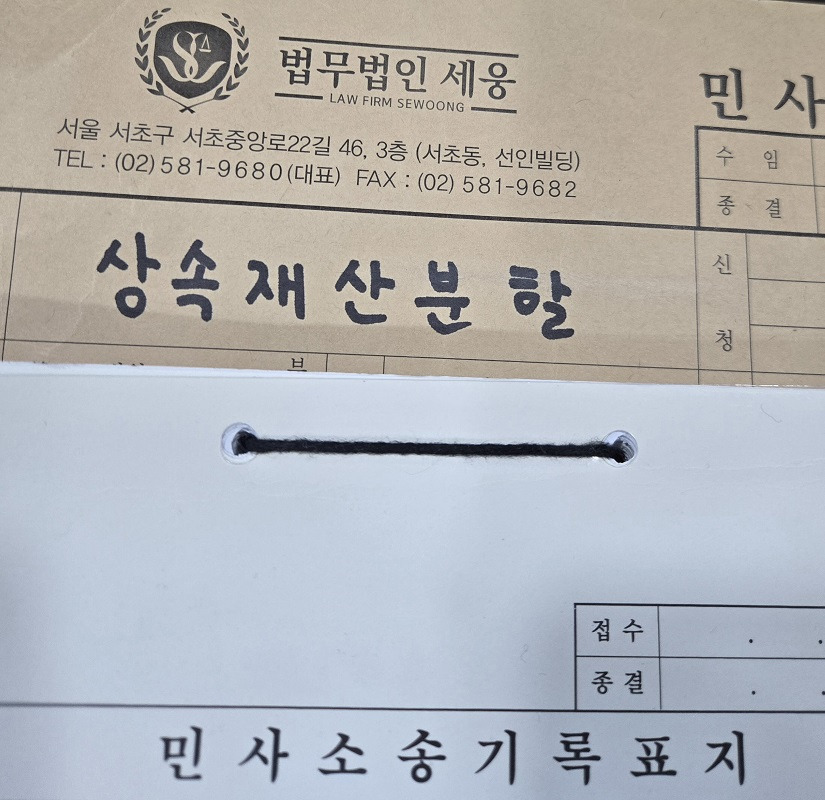 법무법인 세웅
LAW FIRM SEWOONG
서울 서초구 서초중앙로22길 46, 3층 (서초동, 선인빌딩)
TEL : (02)581-9680(대표) FAX : (02) 581-9682
민 사
수 임
종 결
상속재산분할
신
청
부
접 수 . .
종 결 . .
민 사 소 송 기 록 표 지